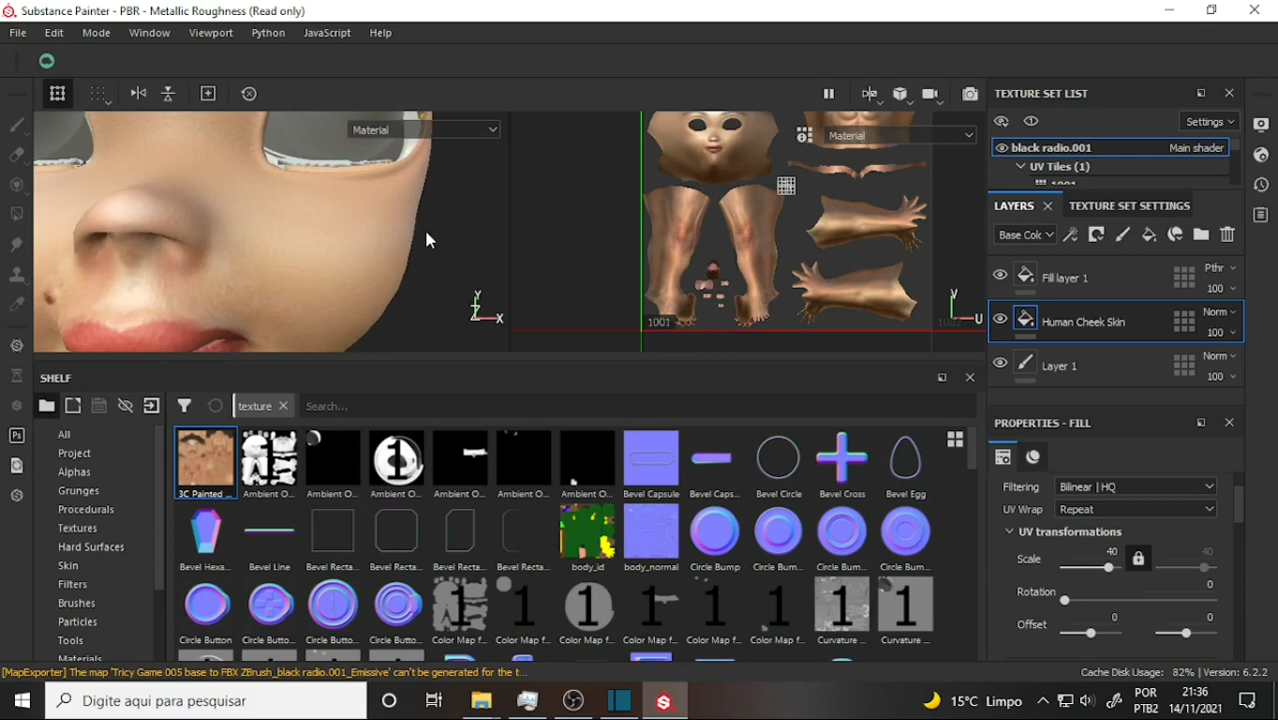 Substance Painter - PBR - Metallic Roughness (Read only)
File Edit Mode Window Viewport Python JavaScript Help
Material
Material
1001
Y
Z
X
V
U
TEXTURE SET LIST
Settings
black radio.001 Main shader
UV Tiles (1)
LAYERS TEXTURE SET SETTINGS
Base Col
Fill layer 1 Pthr 100
Human Cheek Skin Norm 100
Layer 1 Norm 100
SHELF
texture Search...
All
Project
Alphas
Grunges
Procedurals
Textures
Hard Surfaces
Skin
Filters
Brushes
Particles
Tools
Materials
3C Painted ... Ambient O... Ambient O... Ambient O... Ambient O... Ambient O... Ambient O... Bevel Capsule Bevel Caps... Bevel Circle Bevel Cross Bevel Egg
Bevel Hexa... Bevel Line Bevel Recta... Bevel Recta... Bevel Recta... Bevel Recta... body_id body_normal Circle Bump Circle Bum... Circle Bum... Circle Bum...
Circle Button Circle Butto... Circle Butto... Circle Butto... Color Map f... Color Map f... Color Map f... Color Map f... Color Map f... Color Map f... Curvature ... Curvature ...
PROPERTIES - FILL
Filtering Bilinear | HQ
UV Wrap Repeat
UV transformations
Scale 40 40
Rotation 0
Offset 0 0
[MapExporter] The map 'Tricy Game 005 base to FBX ZBrush_black radio.001_Emissive' can't be generated for the t...
Cache Disk Usage: 82% | Version: 6.2.2
Digite aqui para pesquisar
15°C Limpo
POR
PTB2
21:36
14/11/2021